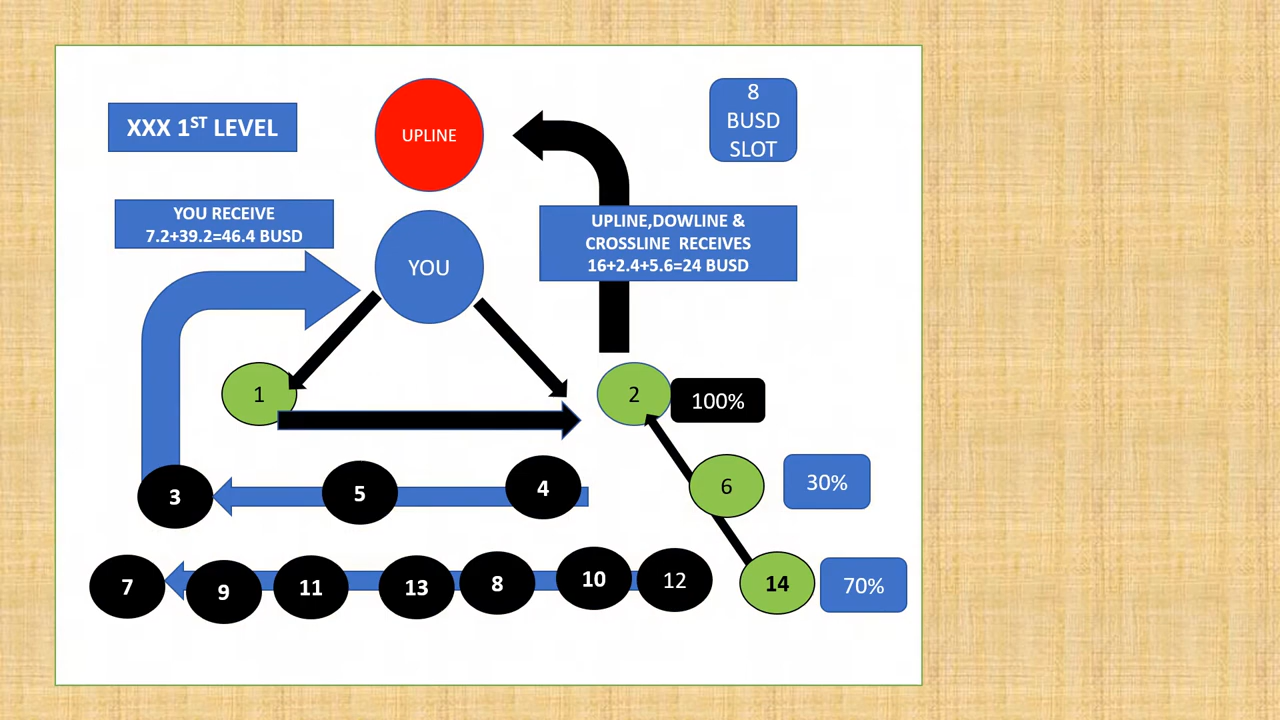 XXX 1ST LEVEL
UPLINE
8
BUSD
SLOT
YOU RECEIVE
7.2+39.2=46.4 BUSD
YOU
UPLINE,DOWLINE &
CROSSLINE RECEIVES
16+2.4+5.6=24 BUSD
1
2
100%
3
5
4
6
30%
7
9
11
13
8
10
12
14
70%